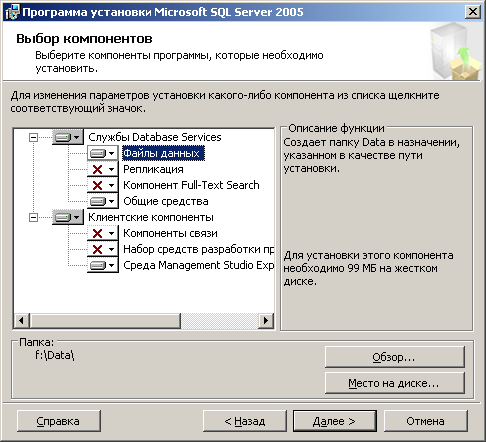 Программа установки Microsoft SQL Server 2005
Выбор компонентов
Выберите компоненты программы, которые необходимо
установить.
Для изменения параметров установки какого-либо компонента из списка щелкните
соответствующий значок.
Службы Database Services
Файлы данных
Репликация
Компонент Full-Text Search
Общие средства
Клиентские компоненты
Компоненты связи
Набор средств разработки пр
Среда Management Studio Exp
Описание функции
Создает папку Data в назначении,
указанном в качестве пути
установки.
Для установки этого компонента
необходимо 99 МБ на жестком
диске.
Папка:
f:\Data\
Обзор...
Место на диске...
Справка
< Назад
Далее >
Отмена